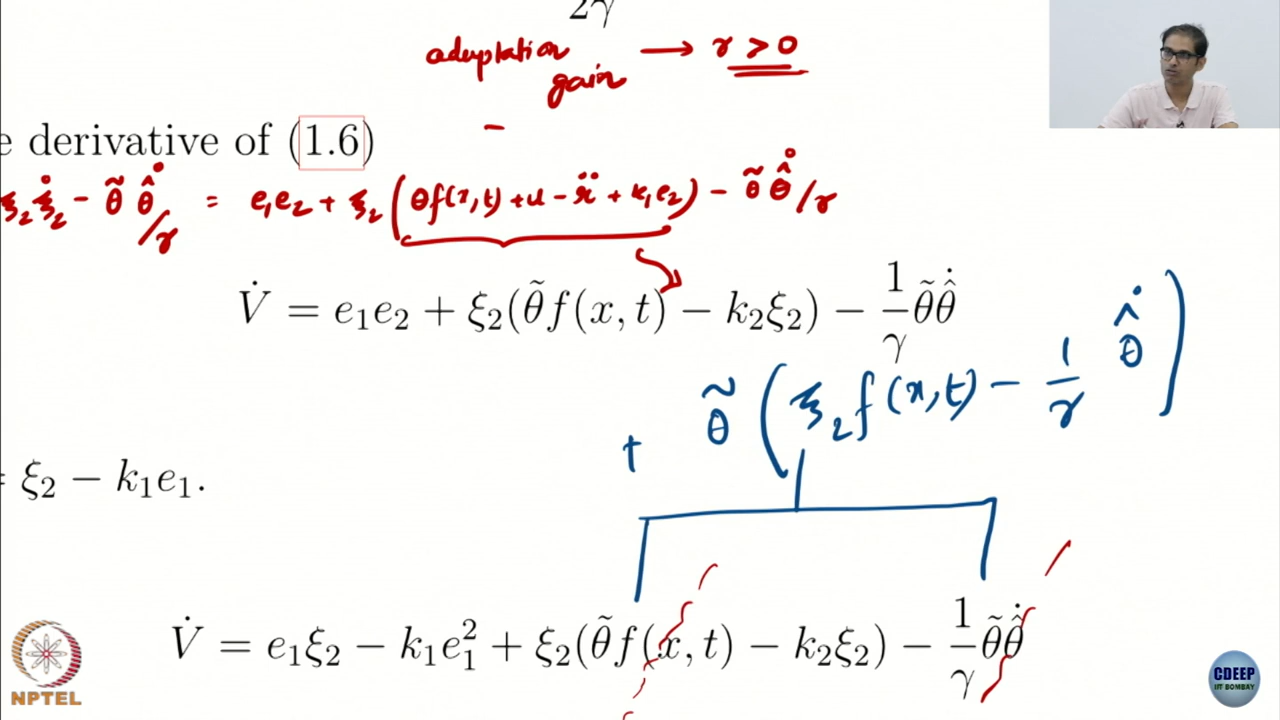 2γ
adaptation gain → γ > 0
e derivative of (1.6)
ξ₂ξ̇₂ − θ̃ θ̂̇/γ = e₁e₂ + ξ₂(θf(x,t) + u − r̈ + k₁e₂) − θ̃ θ̂̇/γ
V̇ = e₁e₂ + ξ₂(θ̃f(x, t) − k₂ξ₂) − 1/γ θ̃θ̂̇
+ θ̃ (ξ₂f(x,t) − 1/γ θ̂̇)
= ξ₂ − k₁e₁.
V̇ = e₁ξ₂ − k₁e₁² + ξ₂(θ̃f(x, t) − k₂ξ₂) − 1/γ θ̃θ̂̇
NPTEL
CDEEP
IIT BOMBAY